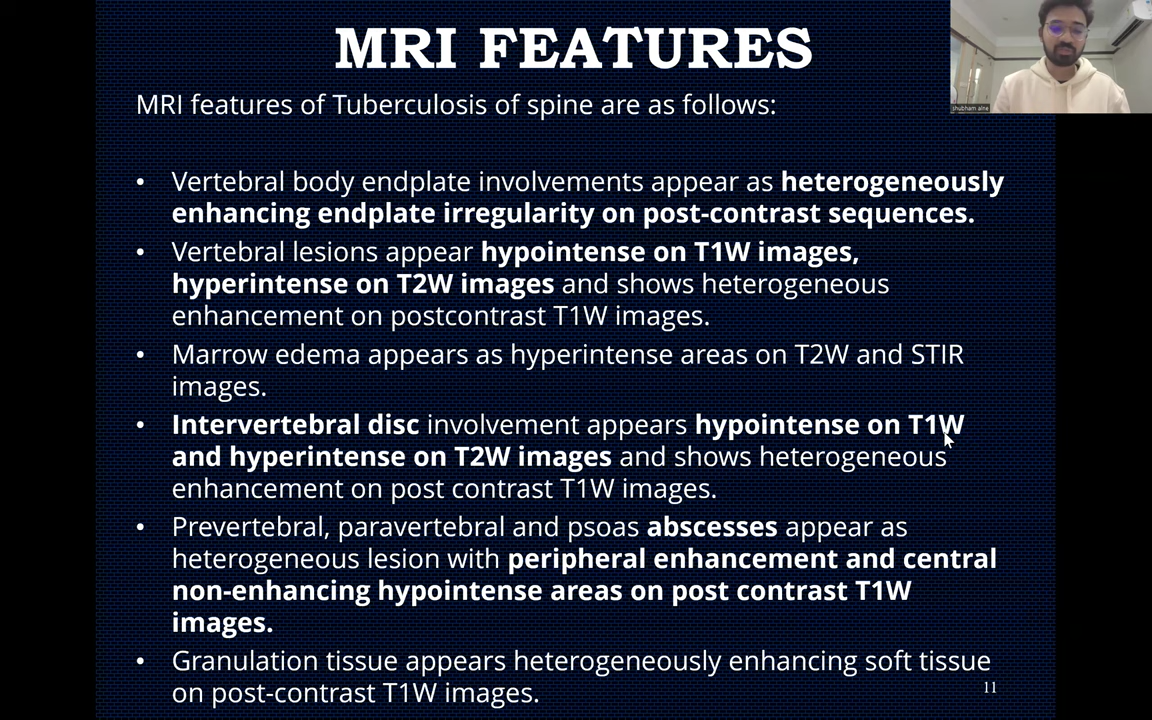 MRI FEATURES
MRI features of Tuberculosis of spine are as follows:
• Vertebral body endplate involvements appear as heterogeneously
enhancing endplate irregularity on post-contrast sequences.
• Vertebral lesions appear hypointense on T1W images,
hyperintense on T2W images and shows heterogeneous
enhancement on postcontrast T1W images.
• Marrow edema appears as hyperintense areas on T2W and STIR
images.
• Intervertebral disc involvement appears hypointense on T1W
and hyperintense on T2W images and shows heterogeneous
enhancement on post contrast T1W images.
• Prevertebral, paravertebral and psoas abscesses appear as
heterogeneous lesion with peripheral enhancement and central
non-enhancing hypointense areas on post contrast T1W
images.
• Granulation tissue appears heterogeneously enhancing soft tissue
on post-contrast T1W images.
11